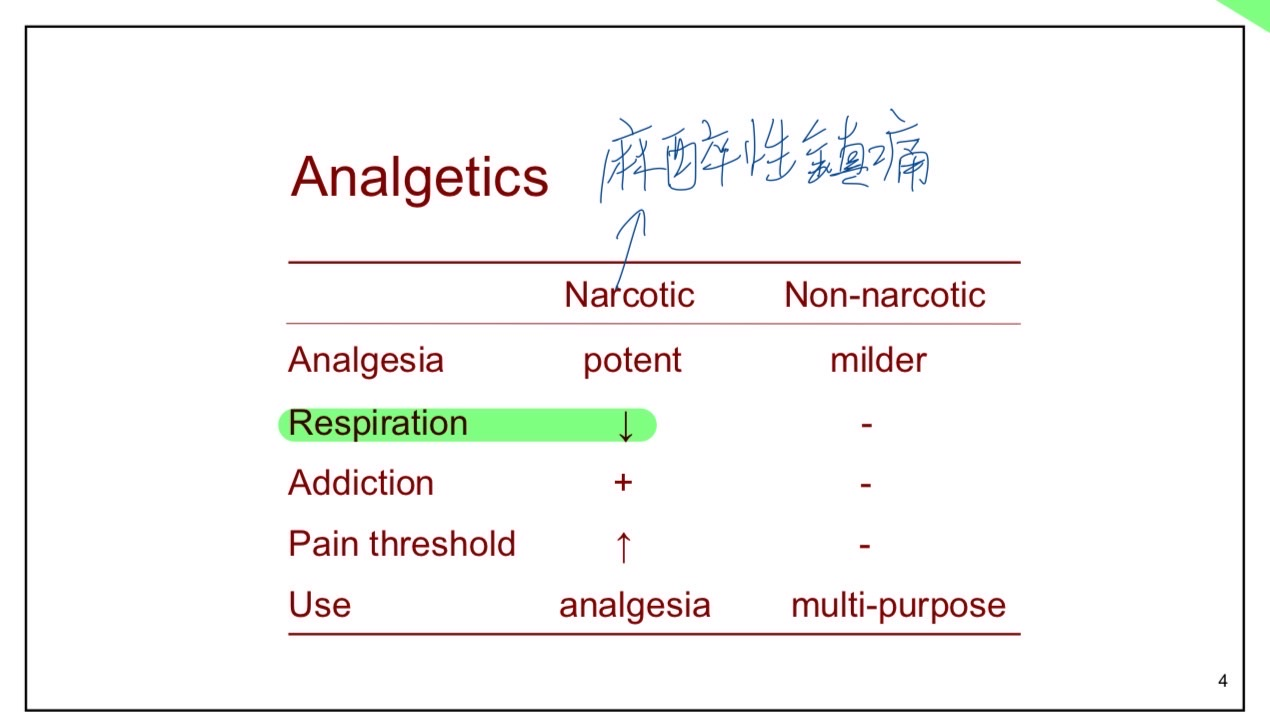 Analgetics 麻醉性鎮痛
Narcotic Non-narcotic
Analgesia potent milder
Respiration ↓ -
Addiction + -
Pain threshold ↑ -
Use analgesia multi-purpose
4